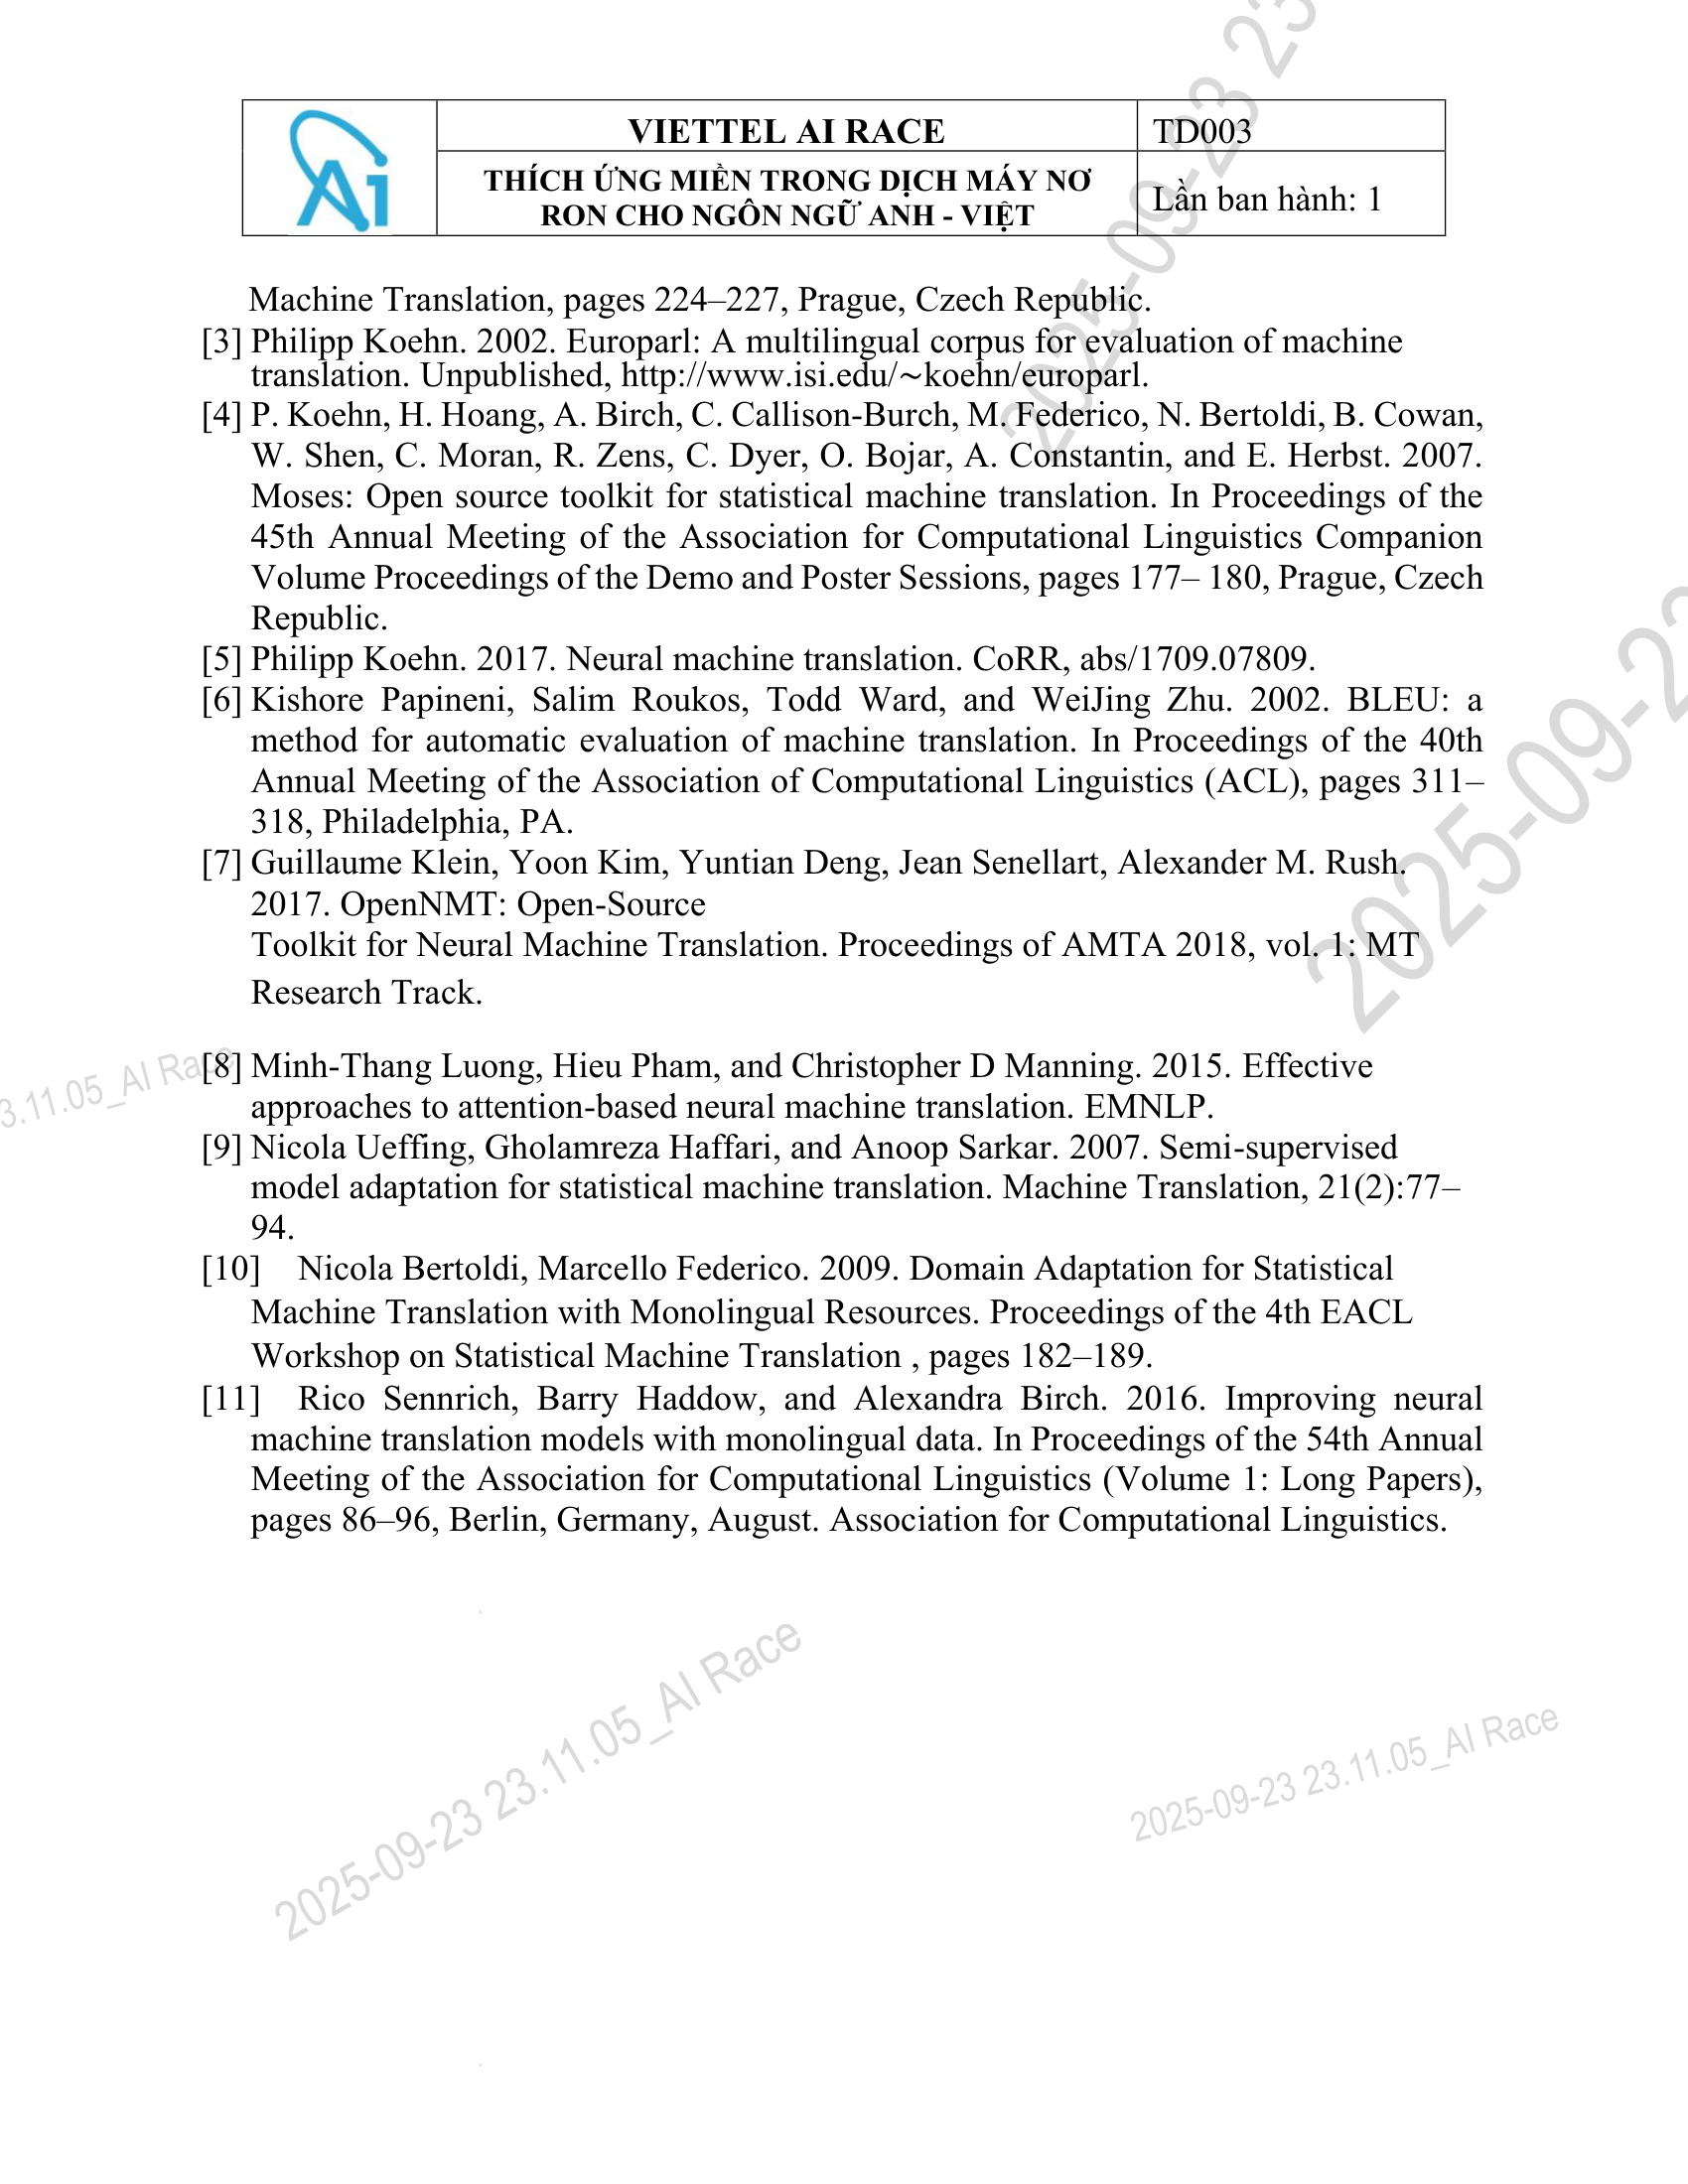 Ai
VIETTEL AI RACE
TD003
THÍCH ỨNG MIỀN TRONG DỊCH MÁY NƠ
RON CHO NGÔN NGỮ ANH - VIỆT
Lần ban hành: 1
Machine Translation, pages 224–227, Prague, Czech Republic.
[3] Philipp Koehn. 2002. Europarl: A multilingual corpus for evaluation of machine
translation. Unpublished, http://www.isi.edu/~koehn/europarl.
[4] P. Koehn, H. Hoang, A. Birch, C. Callison-Burch, M. Federico, N. Bertoldi, B. Cowan,
W. Shen, C. Moran, R. Zens, C. Dyer, O. Bojar, A. Constantin, and E. Herbst. 2007.
Moses: Open source toolkit for statistical machine translation. In Proceedings of the
45th Annual Meeting of the Association for Computational Linguistics Companion
Volume Proceedings of the Demo and Poster Sessions, pages 177– 180, Prague, Czech
Republic.
[5] Philipp Koehn. 2017. Neural machine translation. CoRR, abs/1709.07809.
[6] Kishore Papineni, Salim Roukos, Todd Ward, and WeiJing Zhu. 2002. BLEU: a
method for automatic evaluation of machine translation. In Proceedings of the 40th
Annual Meeting of the Association of Computational Linguistics (ACL), pages 311–
318, Philadelphia, PA.
[7] Guillaume Klein, Yoon Kim, Yuntian Deng, Jean Senellart, Alexander M. Rush.
2017. OpenNMT: Open-Source
Toolkit for Neural Machine Translation. Proceedings of AMTA 2018, vol. 1: MT
Research Track.
[8] Minh-Thang Luong, Hieu Pham, and Christopher D Manning. 2015. Effective
approaches to attention-based neural machine translation. EMNLP.
[9] Nicola Ueffing, Gholamreza Haffari, and Anoop Sarkar. 2007. Semi-supervised
model adaptation for statistical machine translation. Machine Translation, 21(2):77–
94.
[10] Nicola Bertoldi, Marcello Federico. 2009. Domain Adaptation for Statistical
Machine Translation with Monolingual Resources. Proceedings of the 4th EACL
Workshop on Statistical Machine Translation , pages 182–189.
[11] Rico Sennrich, Barry Haddow, and Alexandra Birch. 2016. Improving neural
machine translation models with monolingual data. In Proceedings of the 54th Annual
Meeting of the Association for Computational Linguistics (Volume 1: Long Papers),
pages 86–96, Berlin, Germany, August. Association for Computational Linguistics.
2025-09-23 23
2025-09-23
3.11.05_AI Race
2025-09-23 23.11.05_AI Race
2025-09-23 23.11.05_AI Race